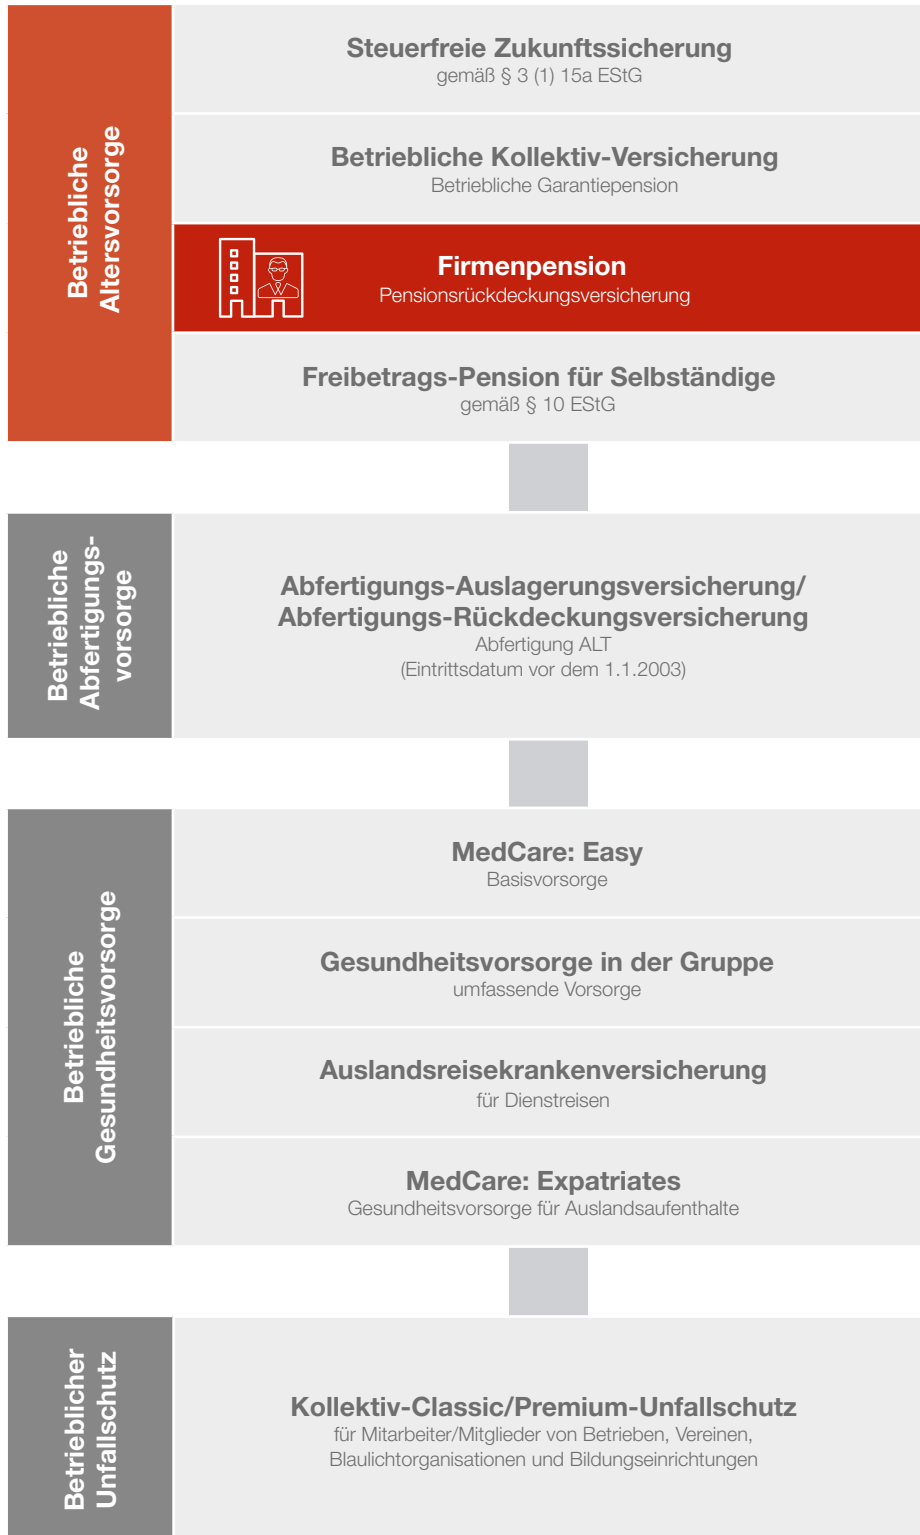 Betriebliche
Altersvorsorge
Steuerfreie Zukunftssicherung
gemäß § 3 (1) 15a EStG
Betriebliche Kollektiv-Versicherung
Betriebliche Garantiepension
Firmenpension
Pensionsrückdeckungsversicherung
Freibetrags-Pension für Selbständige
gemäß § 10 EStG
Betriebliche
Abfertigungs-
vorsorge
Abfertigungs-Auslagerungsversicherung/
Abfertigungs-Rückdeckungsversicherung
Abfertigung ALT
(Eintrittsdatum vor dem 1.1.2003)
Betriebliche
Gesundheitsvorsorge
MedCare: Easy
Basisvorsorge
Gesundheitsvorsorge in der Gruppe
umfassende Vorsorge
Auslandsreisekrankenversicherung
für Dienstreisen
MedCare: Expatriates
Gesundheitsvorsorge für Auslandsaufenthalte
Betrieblicher
Unfallschutz
Kollektiv-Classic/Premium-Unfallschutz
für Mitarbeiter/Mitglieder von Betrieben, Vereinen,
Blaulichtorganisationen und Bildungseinrichtungen